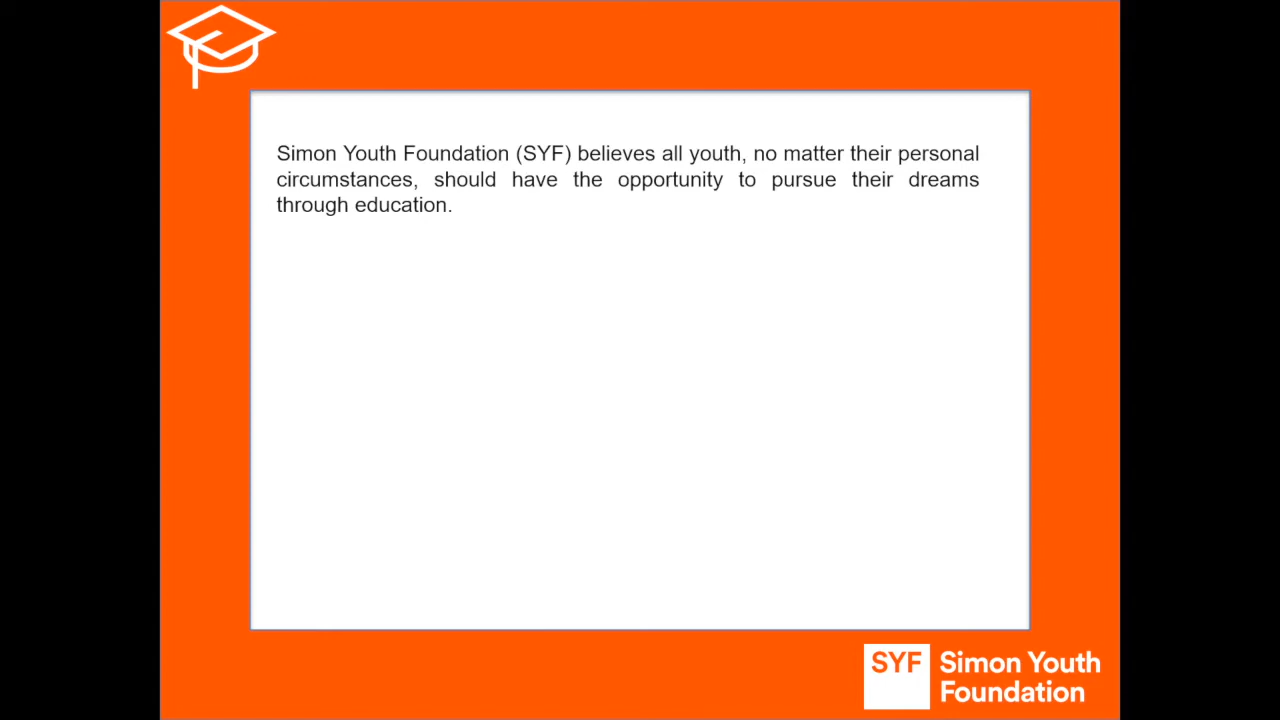 Simon Youth Foundation (SYF) believes all youth, no matter their personal
circumstances, should have the opportunity to pursue their dreams
through education.
SYF
Simon Youth
Foundation